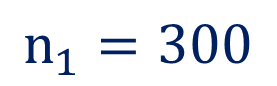 n₁ = 300